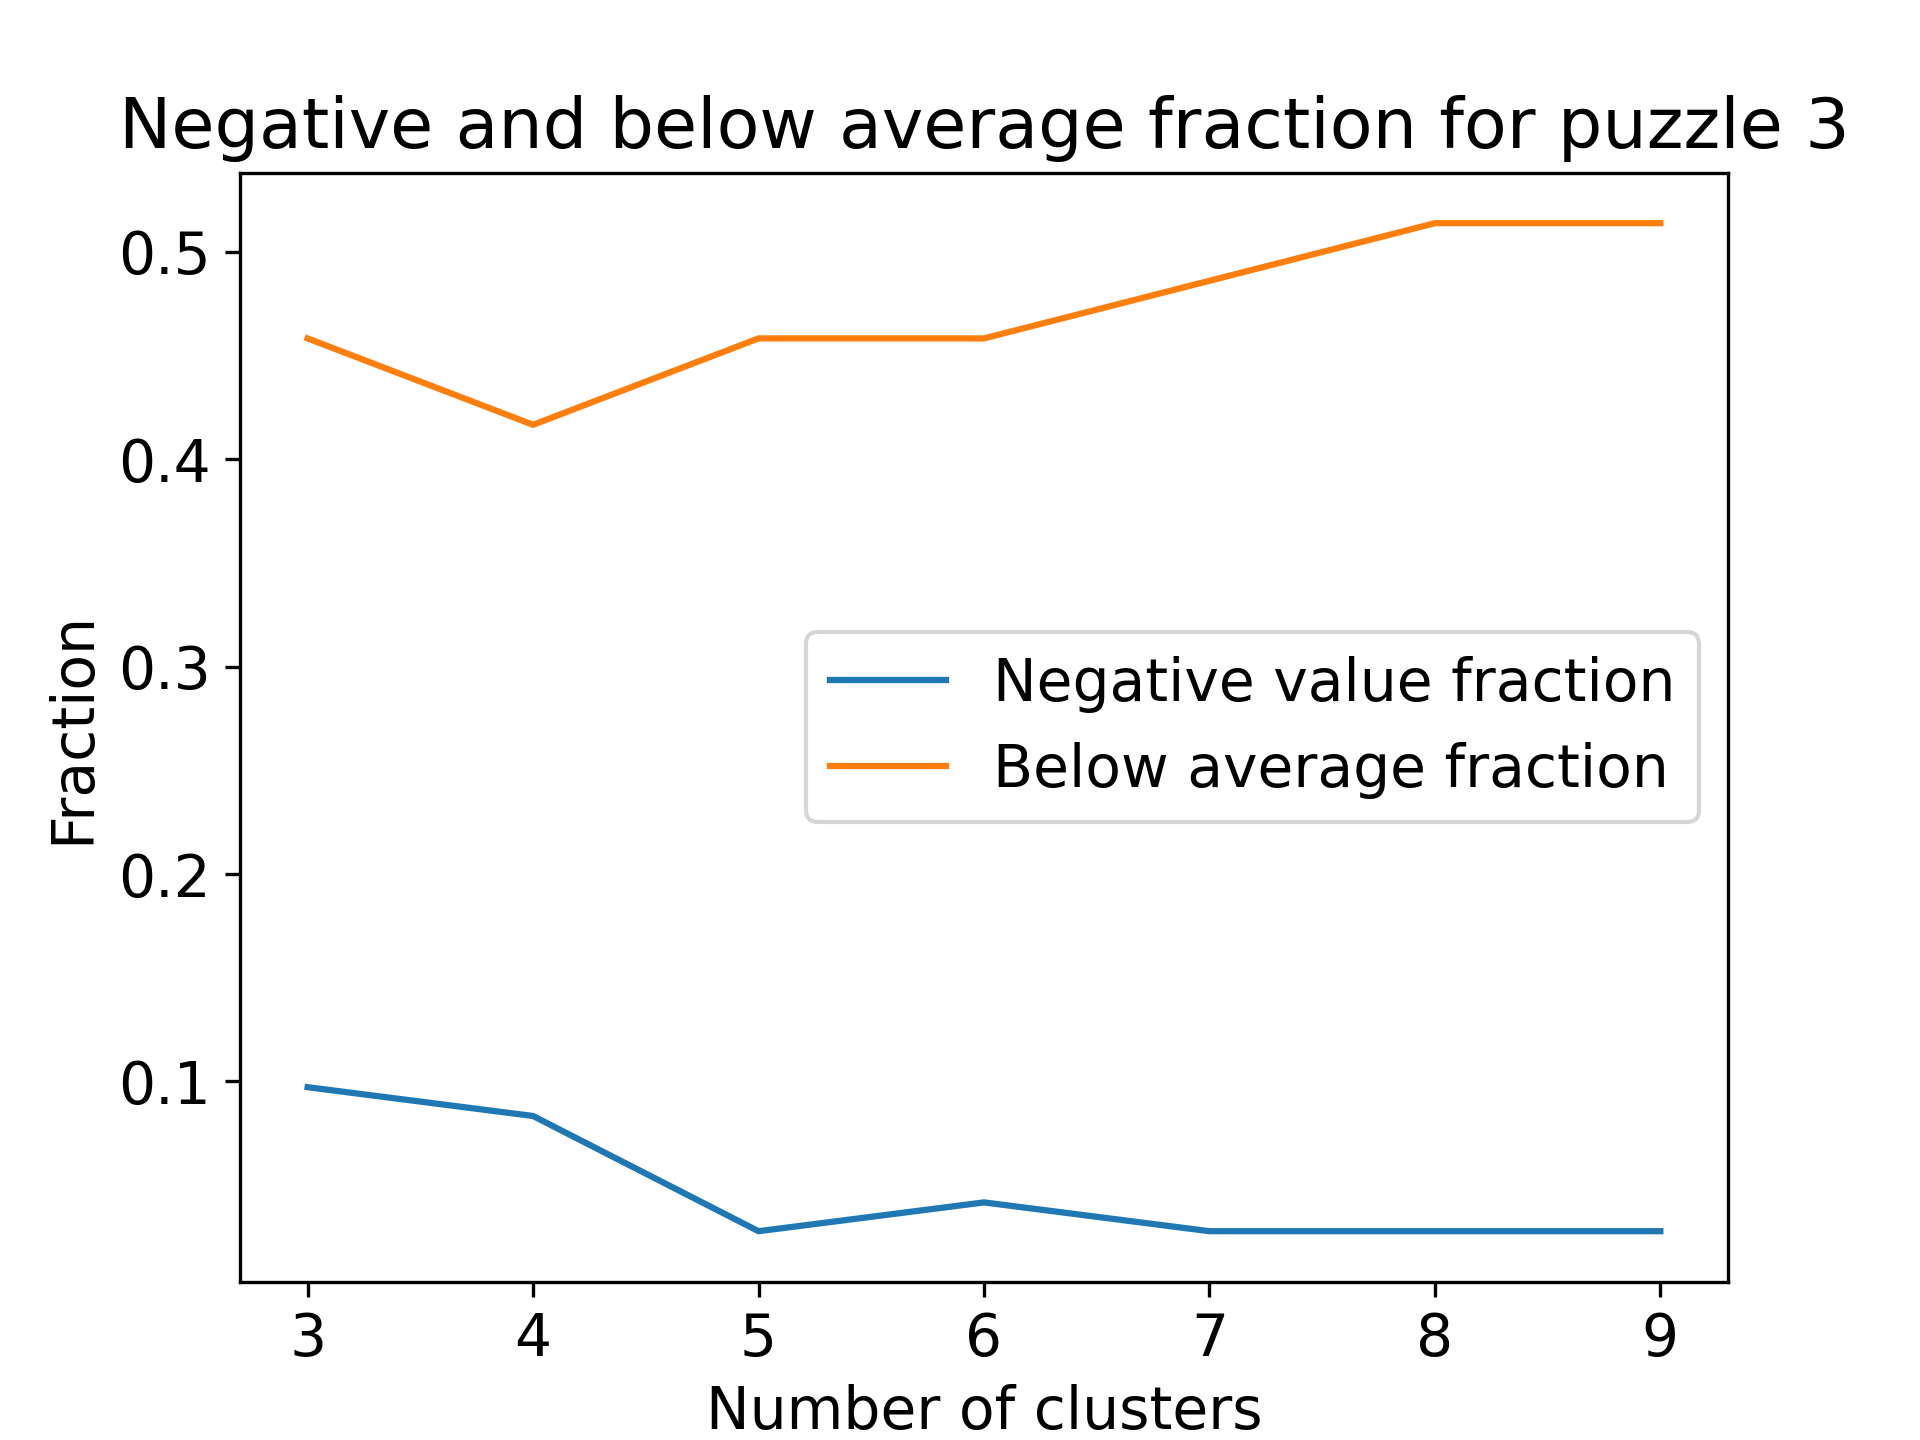 Negative and below average fraction for puzzle 3
0.5
0.4
0.3
0.2
0.1
Fraction
Negative value fraction
Below average fraction
3 4 5 6 7 8 9
Number of clusters